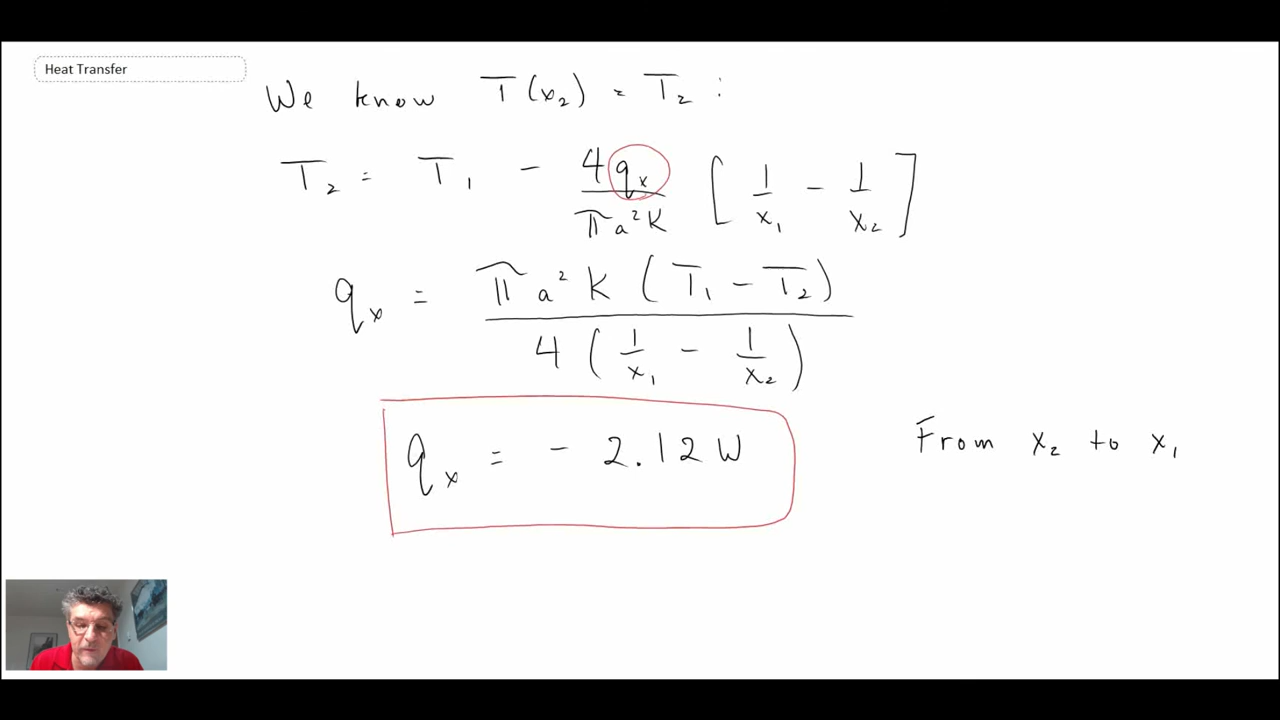 Heat Transfer
We know T(x₂) = T₂ :
T₂ = T₁ - 4qₓ / πa²K [ 1/x₁ - 1/x₂ ]
qₓ = πa²K (T₁ - T₂) / 4 ( 1/x₁ - 1/x₂ )
qₓ = - 2.12 W
From x₂ to x₁